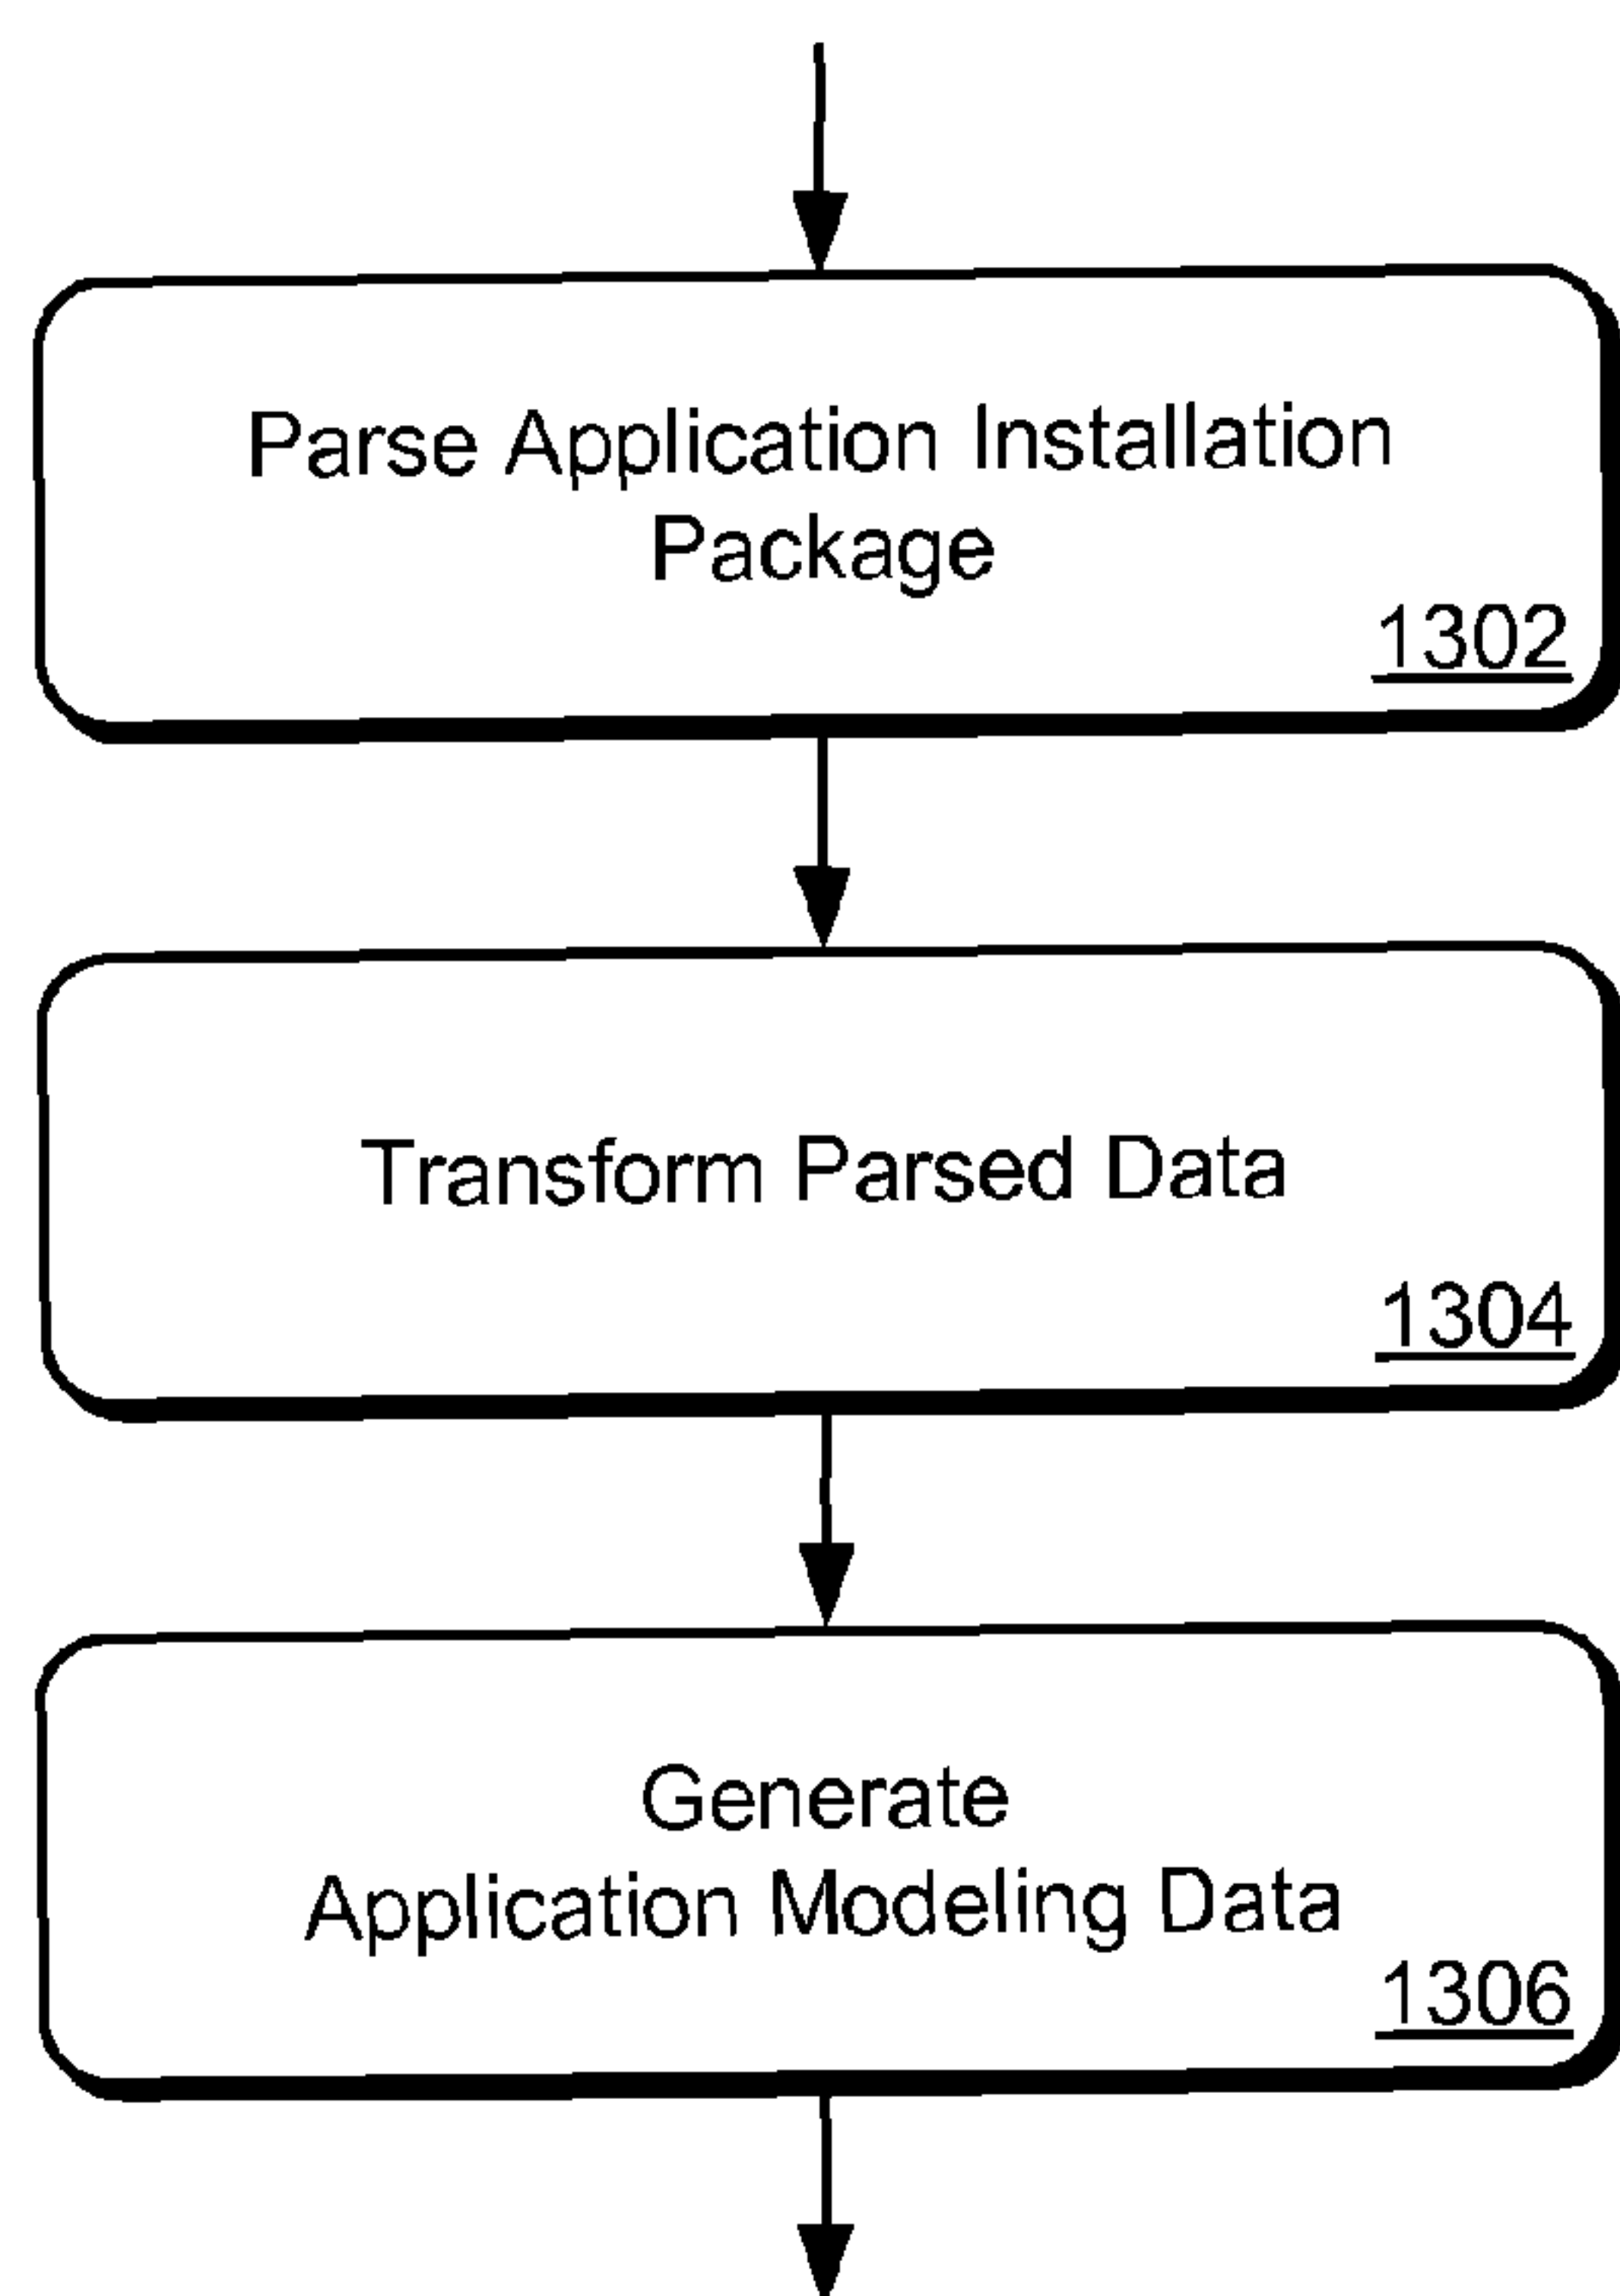 Parse Application Installation
Package
1302
Transform Parsed Data
1304
Generate
Application Modeling Data
1306